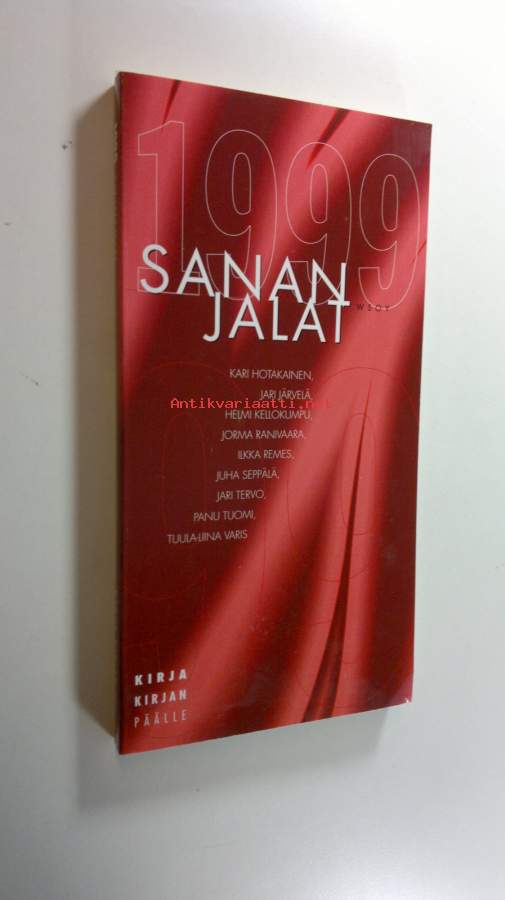 1999
SANAN
JALAT
WSOY
KARI HOTAKAINEN,
JARI JÄRVELÄ,
Antikvariaatti.net
HELMI KELLOKUMPU,
JORMA RANIVAARA,
ILKKA REMES,
JUHA SEPPÄLÄ,
JARI TERVO,
PANU TUOMI,
TUULA-LIINA VARIS
KIRJA
KIRJAN
PÄÄLLE